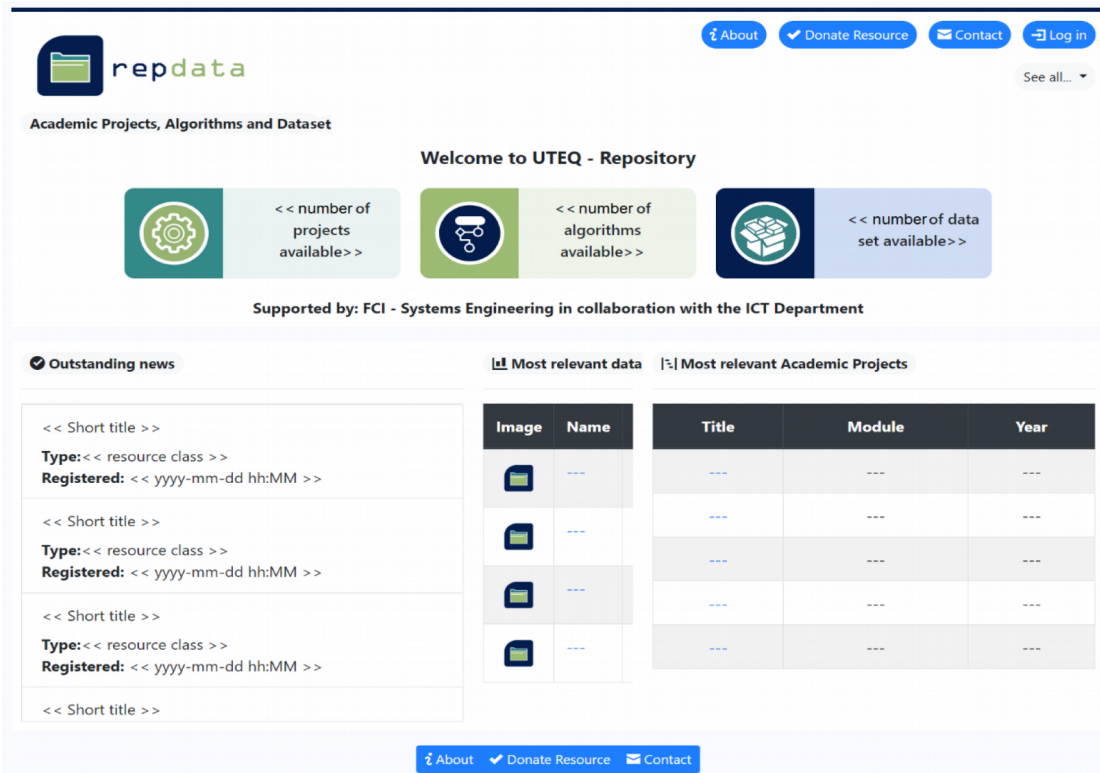 About
Donate Resource
Contact
Log in
repdata
See all...
Academic Projects, Algorithms and Dataset
Welcome to UTEQ - Repository
<< number of
projects
available>>
<< number of
algorithms
available>>
<< number of data
set available>>
Supported by: FCI - Systems Engineering in collaboration with the ICT Department
Outstanding news
<< Short title >>
Type:<< resource class >>
Registered: << yyyy-mm-dd hh:MM >>
<< Short title >>
Type:<< resource class >>
Registered: << yyyy-mm-dd hh:MM >>
<< Short title >>
Type:<< resource class >>
Registered: << yyyy-mm-dd hh:MM >>
<< Short title >>
Most relevant data
Image Name
---
---
---
---
Most relevant Academic Projects
Title Module Year
--- --- ---
--- --- ---
--- --- ---
--- --- ---
--- --- ---
About Donate Resource Contact